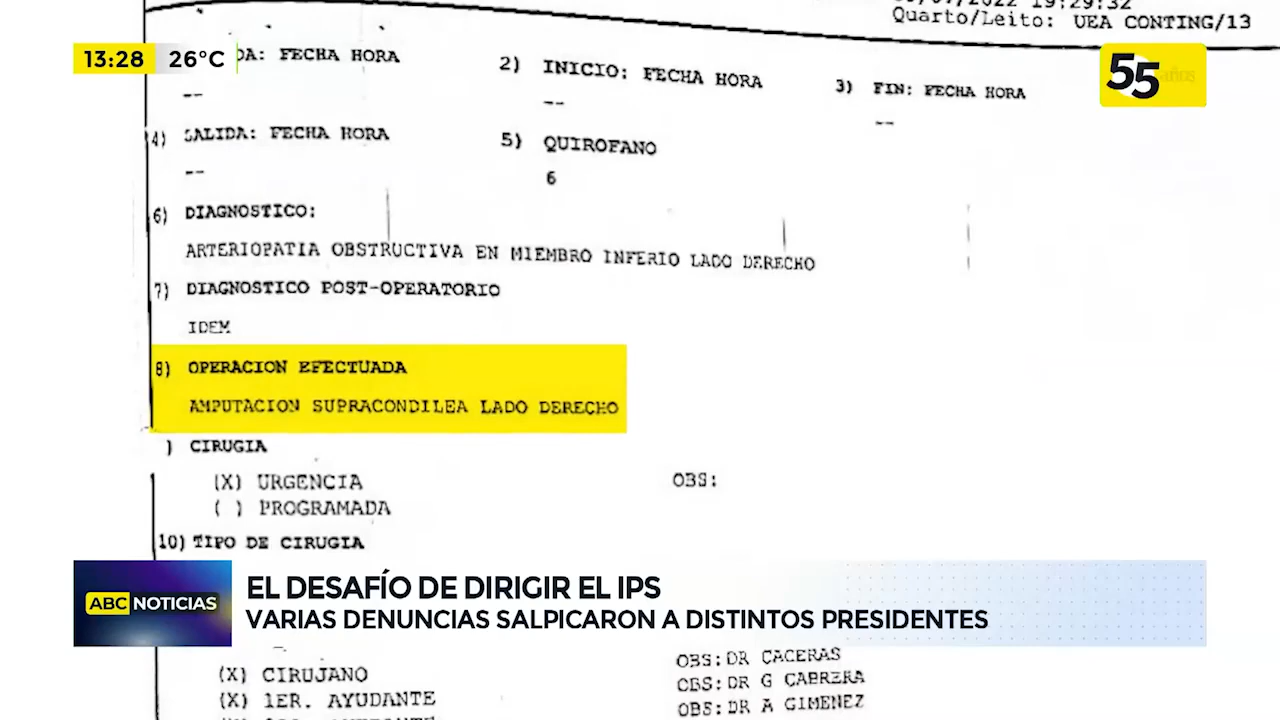 19:29:32
Quarto/Leito: UEA CONTING/13
13:28 26°C
DA: FECHA HORA
2) INICIO: FECHA HORA
3) FIN: FECHA HORA
--
--
--
55 años
4) SALIDA: FECHA HORA
5) QUIROFANO
--
6
6) DIAGNOSTICO:
ARTERIOPATIA OBSTRUCTIVA EN MIEMBRO INFERIO LADO DERECHO
7) DIAGNOSTICO POST-OPERATORIO
IDEM
8) OPERACION EFECTUADA
AMPUTACION SUPRACONDILEA LADO DERECHO
) CIRUGIA
(X) URGENCIA
OBS:
( ) PROGRAMADA
10) TIPO DE CIRUGIA
ABC NOTICIAS
EL DESAFÍO DE DIRIGIR EL IPS
VARIAS DENUNCIAS SALPICARON A DISTINTOS PRESIDENTES
(X) CIRUJANO
OBS: DR CACERAS
(X) 1ER. AYUDANTE
OBS: DR G CABRERA
OBS: DR A GIMENEZ